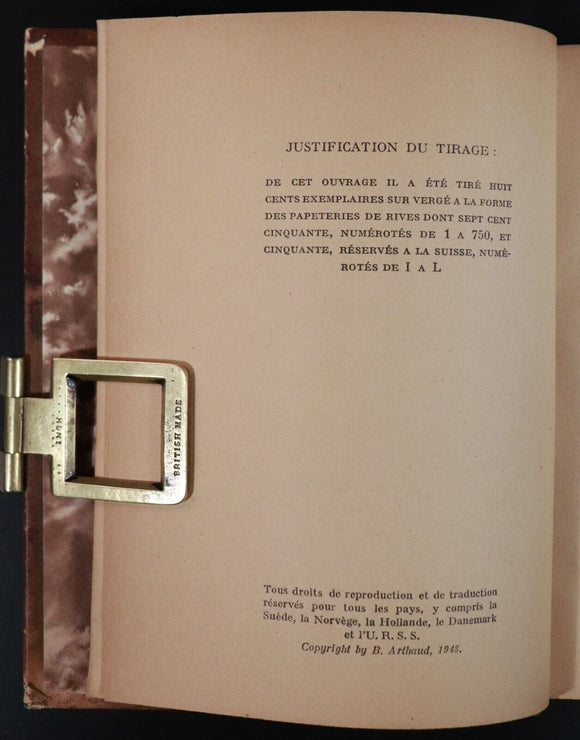 JUSTIFICATION DU TIRAGE :
DE CET OUVRAGE IL A ÉTÉ TIRÉ HUIT
CENTS EXEMPLAIRES SUR VERGÉ A LA FORME
DES PAPETERIES DE RIVES DONT SEPT CENT
CINQUANTE, NUMÉROTÉS DE 1 A 750, ET
CINQUANTE, RÉSERVÉS A LA SUISSE, NUMÉ-
ROTÉS DE I A L
INCH
BRITISH MADE
Tous droits de reproduction et de traduction
réservés pour tous les pays, y compris la
Suède, la Norvège, la Hollande, le Danemark
et l'U. R. S. S.
Copyright by B. Arthaud, 1946.